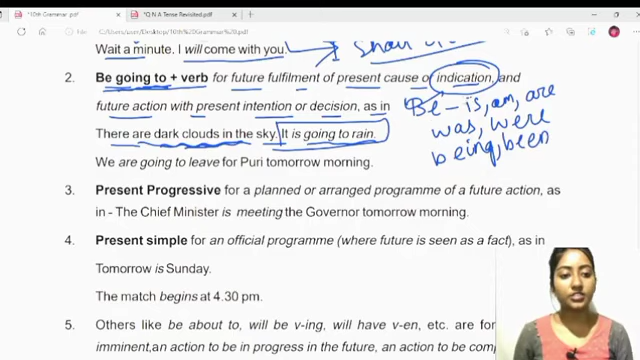 10th Grammar.pdf
Q N A Tense Revisited.pdf
C:/Users/user/Downloads/10th%20Grammar%20(1).pdf
Wait a minute. I will come with you.
2. Be going to + verb for future fulfilment of present cause or indication, and
future action with present intention or decision, as in
There are dark clouds in the sky. It is going to rain.
We are going to leave for Puri tomorrow morning.
Be – is, am, are
was, were
being, been
3. Present Progressive for a planned or arranged programme of a future action, as
in - The Chief Minister is meeting the Governor tomorrow morning.
4. Present simple for an official programme (where future is seen as a fact), as in
Tomorrow is Sunday.
The match begins at 4.30 pm.
5. Others like be about to, will be v-ing, will have v-en, etc. are for
imminent,an action to be in progress in the future, an action to be